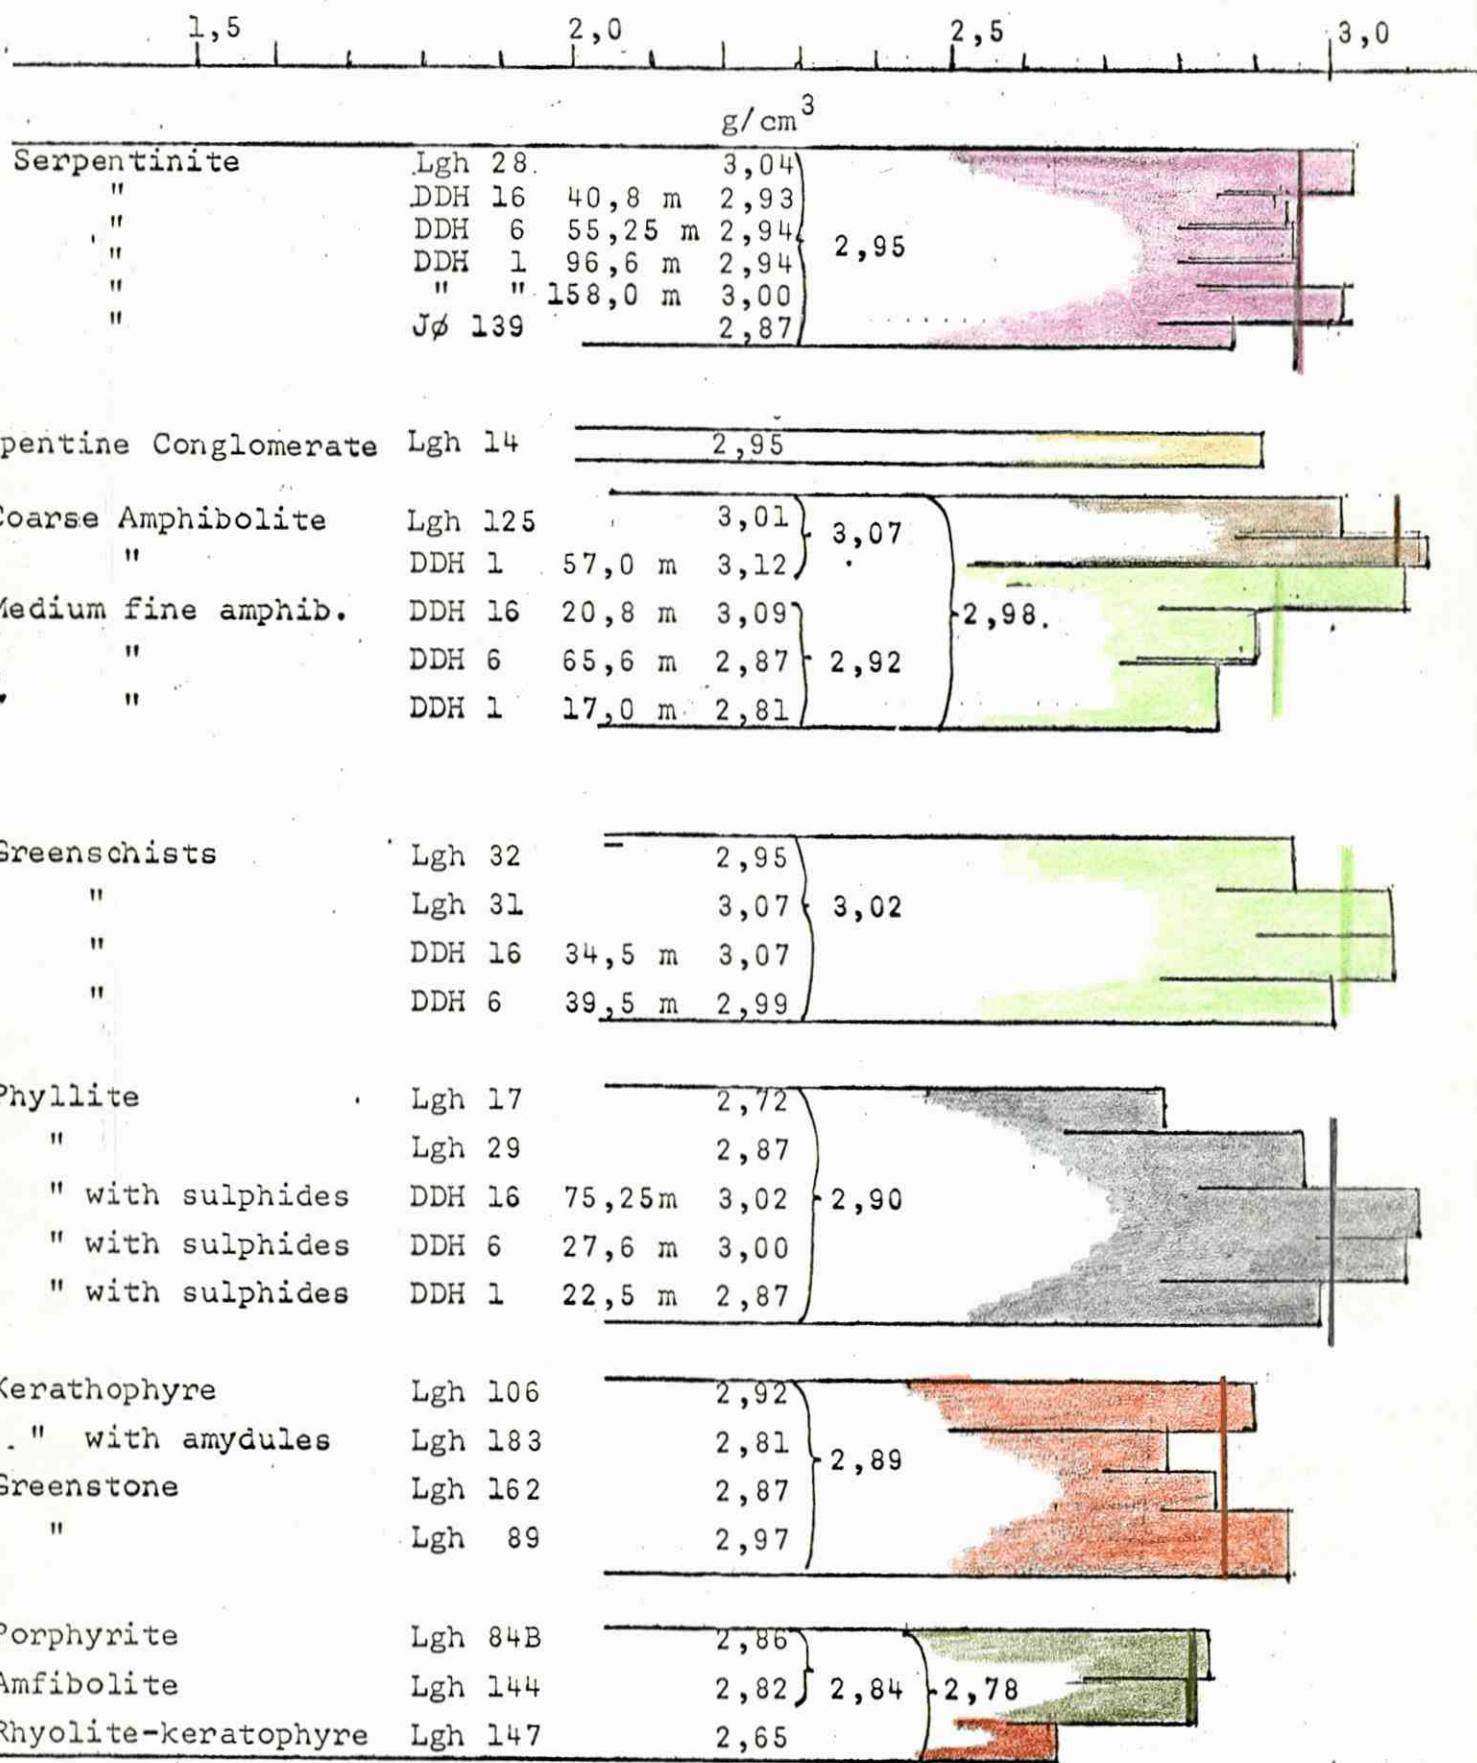 1,5 2,0 2,5 3,0
g/cm³
Serpentinite Lgh 28. 3,04
" DDH 16 40,8 m 2,93
" DDH 6 55,25 m 2,94 2,95
" DDH 1 96,6 m 2,94
" " " 158,0 m 3,00
" Jø 139 2,87
pentine Conglomerate Lgh 14 2,95
Coarse Amphibolite Lgh 125 3,01 3,07
" DDH 1 57,0 m 3,12
Medium fine amphib. DDH 16 20,8 m 3,09 2,98.
" DDH 6 65,6 m 2,87 2,92
" DDH 1 17,0 m 2,81
Greenschists Lgh 32 2,95
" Lgh 31 3,07 3,02
" DDH 16 34,5 m 3,07
" DDH 6 39,5 m 2,99
Phyllite Lgh 17 2,72
" Lgh 29 2,87
" with sulphides DDH 16 75,25m 3,02 2,90
" with sulphides DDH 6 27,6 m 3,00
" with sulphides DDH 1 22,5 m 2,87
Kerathophyre Lgh 106 2,92
" with amydules Lgh 183 2,81 2,89
Greenstone Lgh 162 2,87
" Lgh 89 2,97
Porphyrite Lgh 84B 2,86
Amfibolite Lgh 144 2,82 2,84 2,78
Rhyolite-keratophyre Lgh 147 2,65